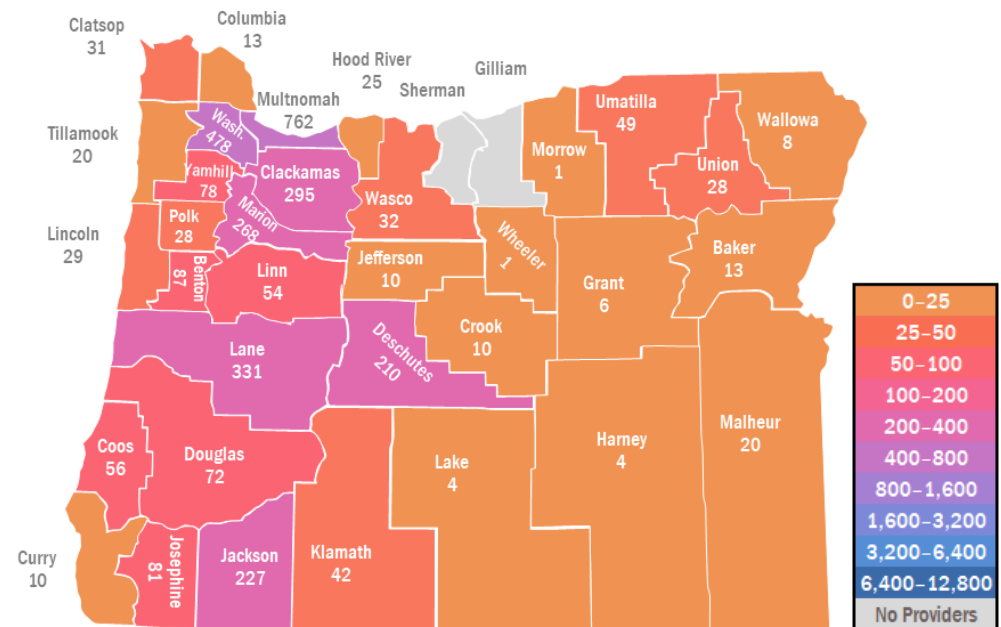 Clatsop
31
Columbia
13
Hood River
25
Gilliam
Sherman
Multnomah
762
Tillamook
20
Wash.
478
Yamhill
78
Clackamas
295
Marion
268
Polk
28
Lincoln
29
Benton
87
Linn
54
Wasco
32
Jefferson
10
Morrow
1
Umatilla
49
Union
28
Wallowa
8
Wheeler
1
Grant
6
Baker
13
Lane
331
Deschutes
210
Crook
10
Coos
56
Douglas
72
Lake
4
Harney
4
Malheur
20
Curry
10
Josephine
81
Jackson
227
Klamath
42
0–25
25–50
50–100
100–200
200–400
400–800
800–1,600
1,600–3,200
3,200–6,400
6,400–12,800
No Providers